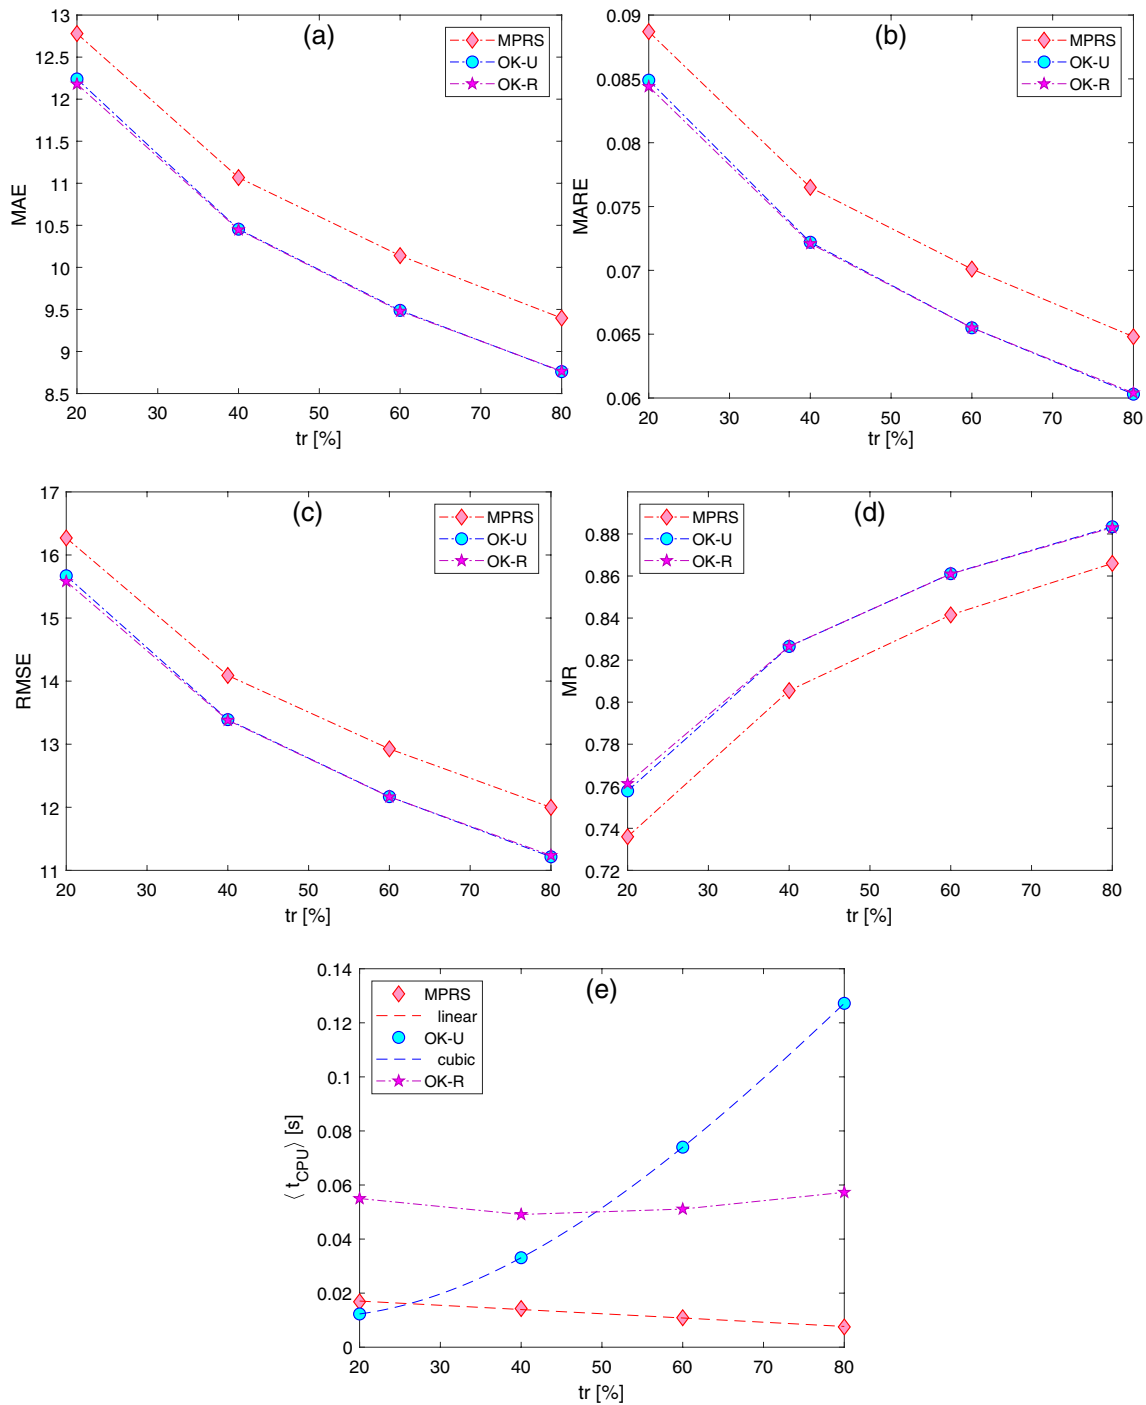 (a)
MPRS
OK-U
OK-R
13
12.5
12
11.5
11
10.5
10
9.5
9
8.5
MAE
20 30 40 50 60 70 80
tr [%]
(b)
MPRS
OK-U
OK-R
0.09
0.085
0.08
0.075
0.07
0.065
0.06
MARE
20 30 40 50 60 70 80
tr [%]
(c)
MPRS
OK-U
OK-R
17
16
15
14
13
12
11
RMSE
20 30 40 50 60 70 80
tr [%]
(d)
MPRS
OK-U
OK-R
0.88
0.86
0.84
0.82
0.8
0.78
0.76
0.74
0.72
MR
20 30 40 50 60 70 80
tr [%]
(e)
MPRS
linear
OK-U
cubic
OK-R
0.14
0.12
0.1
0.08
0.06
0.04
0.02
0
⟨ t_CPU ⟩ [s]
20 30 40 50 60 70 80
tr [%]